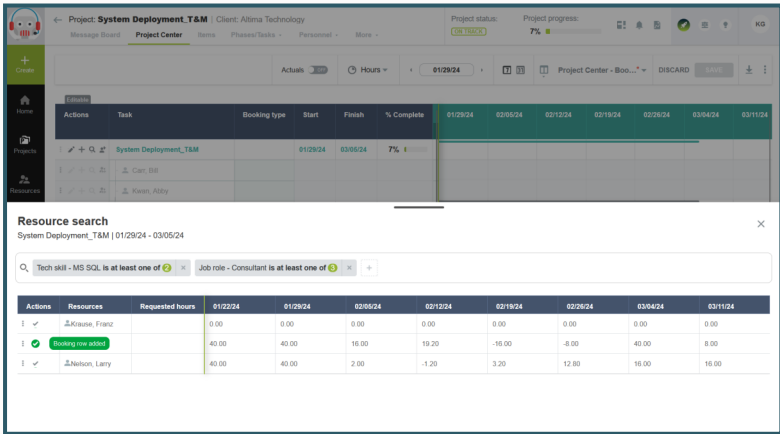 ← Project: System Deployment_T&M | Client: Altima Technology
Project status:
Project progress:
Message Board Project Center Items Phases/Tasks Personnel More
ON TRACK
7%
KG
Create
Home
Projects
Resources
Actuals OFF Hours 01/29/24 7 31 Project Center - Boo...* DISCARD SAVE
Editable
Actions Task Booking type Start Finish % Complete 01/29/24 02/05/24 02/12/24 02/19/24 02/26/24 03/04/24 03/11/24
System Deployment_T&M 01/29/24 03/05/24 7%
Carr, Bill
Kwan, Abby
Resource search
System Deployment_T&M | 01/29/24 - 03/05/24
Tech skill - MS SQL is at least one of 2 × Job role - Consultant is at least one of 3 × +
Actions Resources Requested hours 01/22/24 01/29/24 02/05/24 02/12/24 02/19/24 02/26/24 03/04/24 03/11/24
Krause, Franz 0.00 0.00 0.00 0.00 0.00 0.00 0.00 0.00
Booking row added 40.00 40.00 16.00 19.20 -16.00 -8.00 40.00 8.00
Nelson, Larry 40.00 40.00 2.00 -1.20 3.20 12.80 16.00 16.00